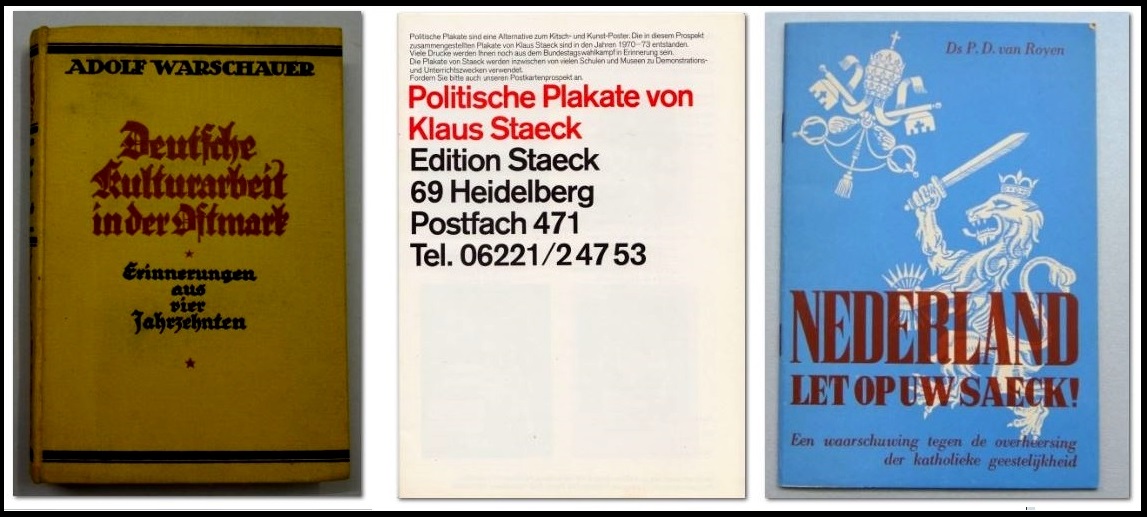 ADOLF WARSCHAUER
Deutsche
Kulturarbeit
in der Ostmark
Erinnerungen
aus
vier
Jahrzehnten
Politische Plakate sind eine Alternative zum Kitsch- und Kunst-Poster. Die in diesem Prospekt
zusammengestellten Plakate von Klaus Staeck sind in den Jahren 1970–73 entstanden.
Viele Drucke werden Ihnen noch aus dem Bundestagswahlkampf in Erinnerung sein.
Die Plakate von Staeck werden inzwischen von vielen Schulen und Museen zu Demonstrations-
und Unterrichtszwecken verwendet.
Fordern Sie bitte auch unseren Postkartenprospekt an.
Politische Plakate von
Klaus Staeck
Edition Staeck
69 Heidelberg
Postfach 471
Tel. 06221/2 47 53
Ds P. D. van Royen
NEDERLAND
LET OP UW SAECK!
Een waarschuwing tegen de overheersing
der katholieke geestelijkheid